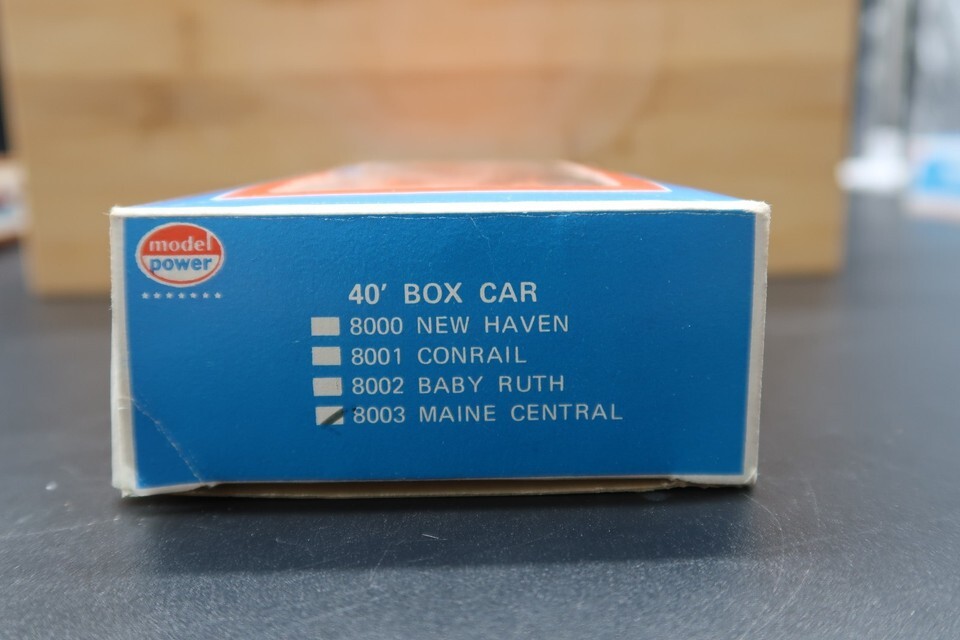 model
power
40' BOX CAR
8000 NEW HAVEN
8001 CONRAIL
8002 BABY RUTH
8003 MAINE CENTRAL